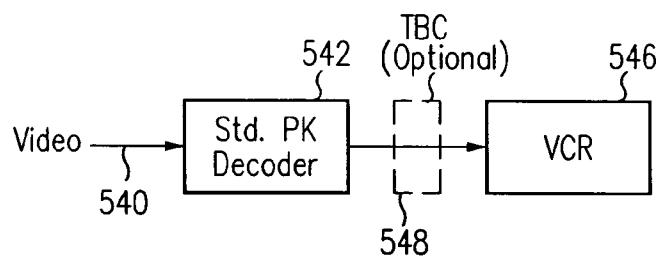 TBC
(Optional)
542
546
Video
Std. PK
Decoder
VCR
540
548